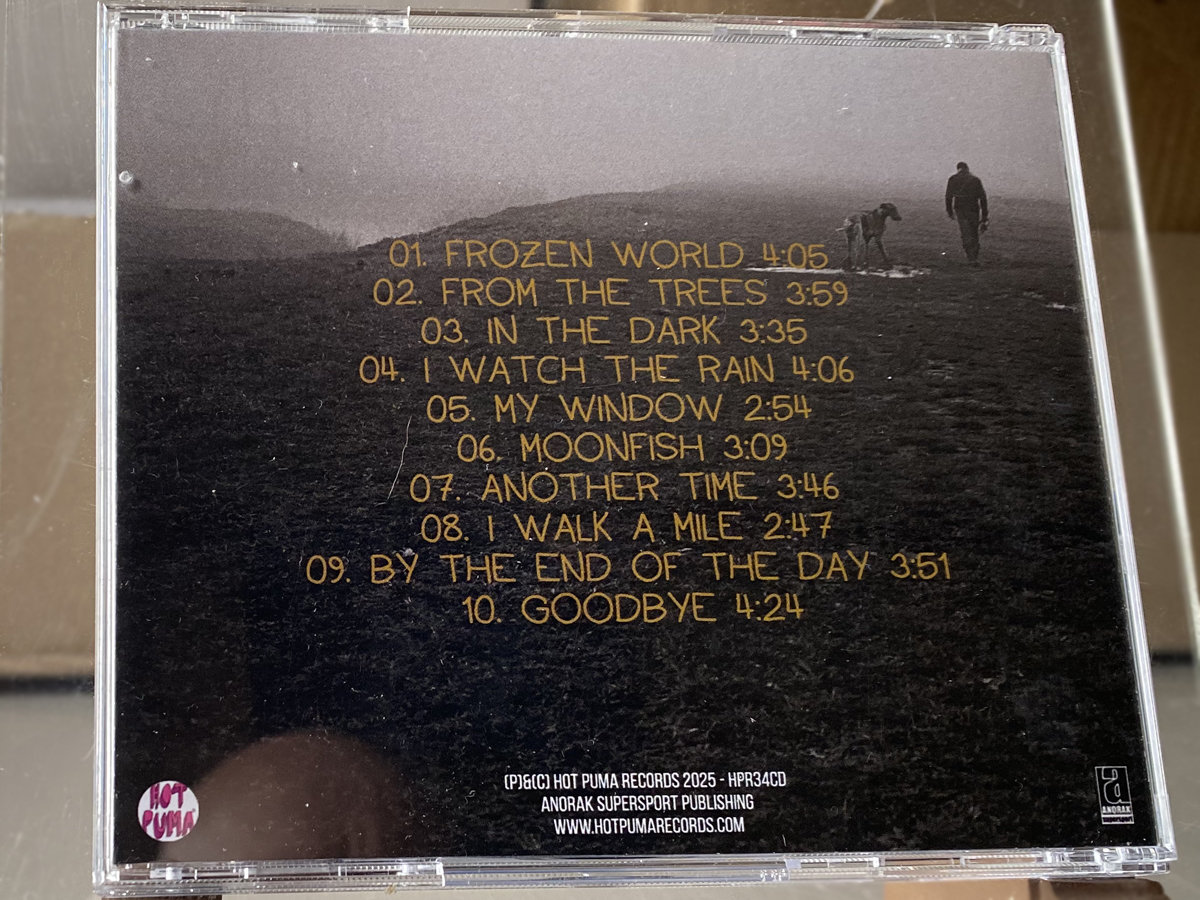 01. FROZEN WORLD 4:05
02. FROM THE TREES 3:59
03. IN THE DARK 3:35
04. I WATCH THE RAIN 4:06
05. MY WINDOW 2:54
06. MOONFISH 3:09
07. ANOTHER TIME 3:46
08. I WALK A MILE 2:47
09. BY THE END OF THE DAY 3:51
10. GOODBYE 4:24
(P)&(C) HOT PUMA RECORDS 2025 - HPR34CD
ANORAK SUPERSPORT PUBLISHING
WWW.HOTPUMARECORDS.COM
HOT
PUMA
a
ANORAK
supersport